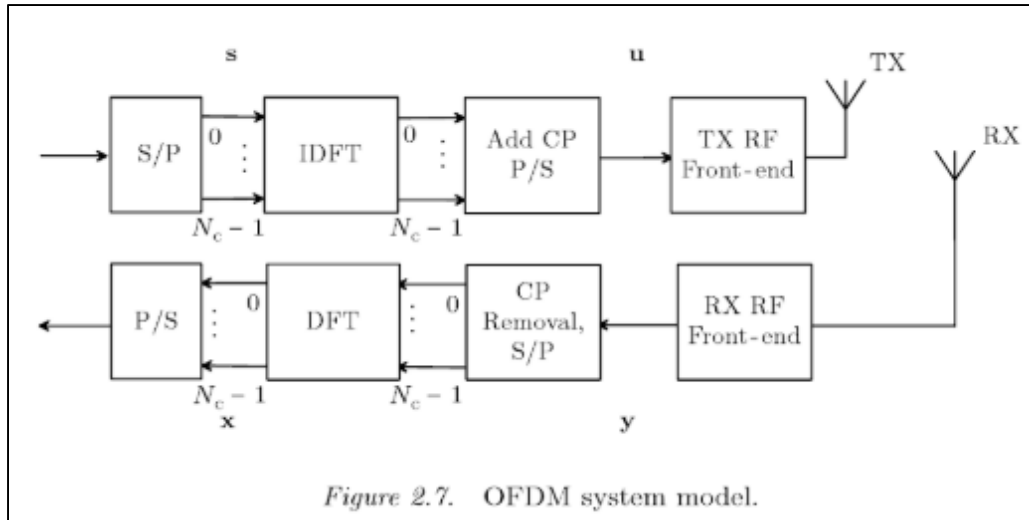 s
u
TX
RX
S/P
0
⋮
N_c − 1
IDFT
0
⋮
N_c − 1
Add CP
P/S
TX RF
Front-end
P/S
0
⋮
N_c − 1
DFT
0
⋮
N_c − 1
CP
Removal,
S/P
RX RF
Front-end
x
y
Figure 2.7. OFDM system model.